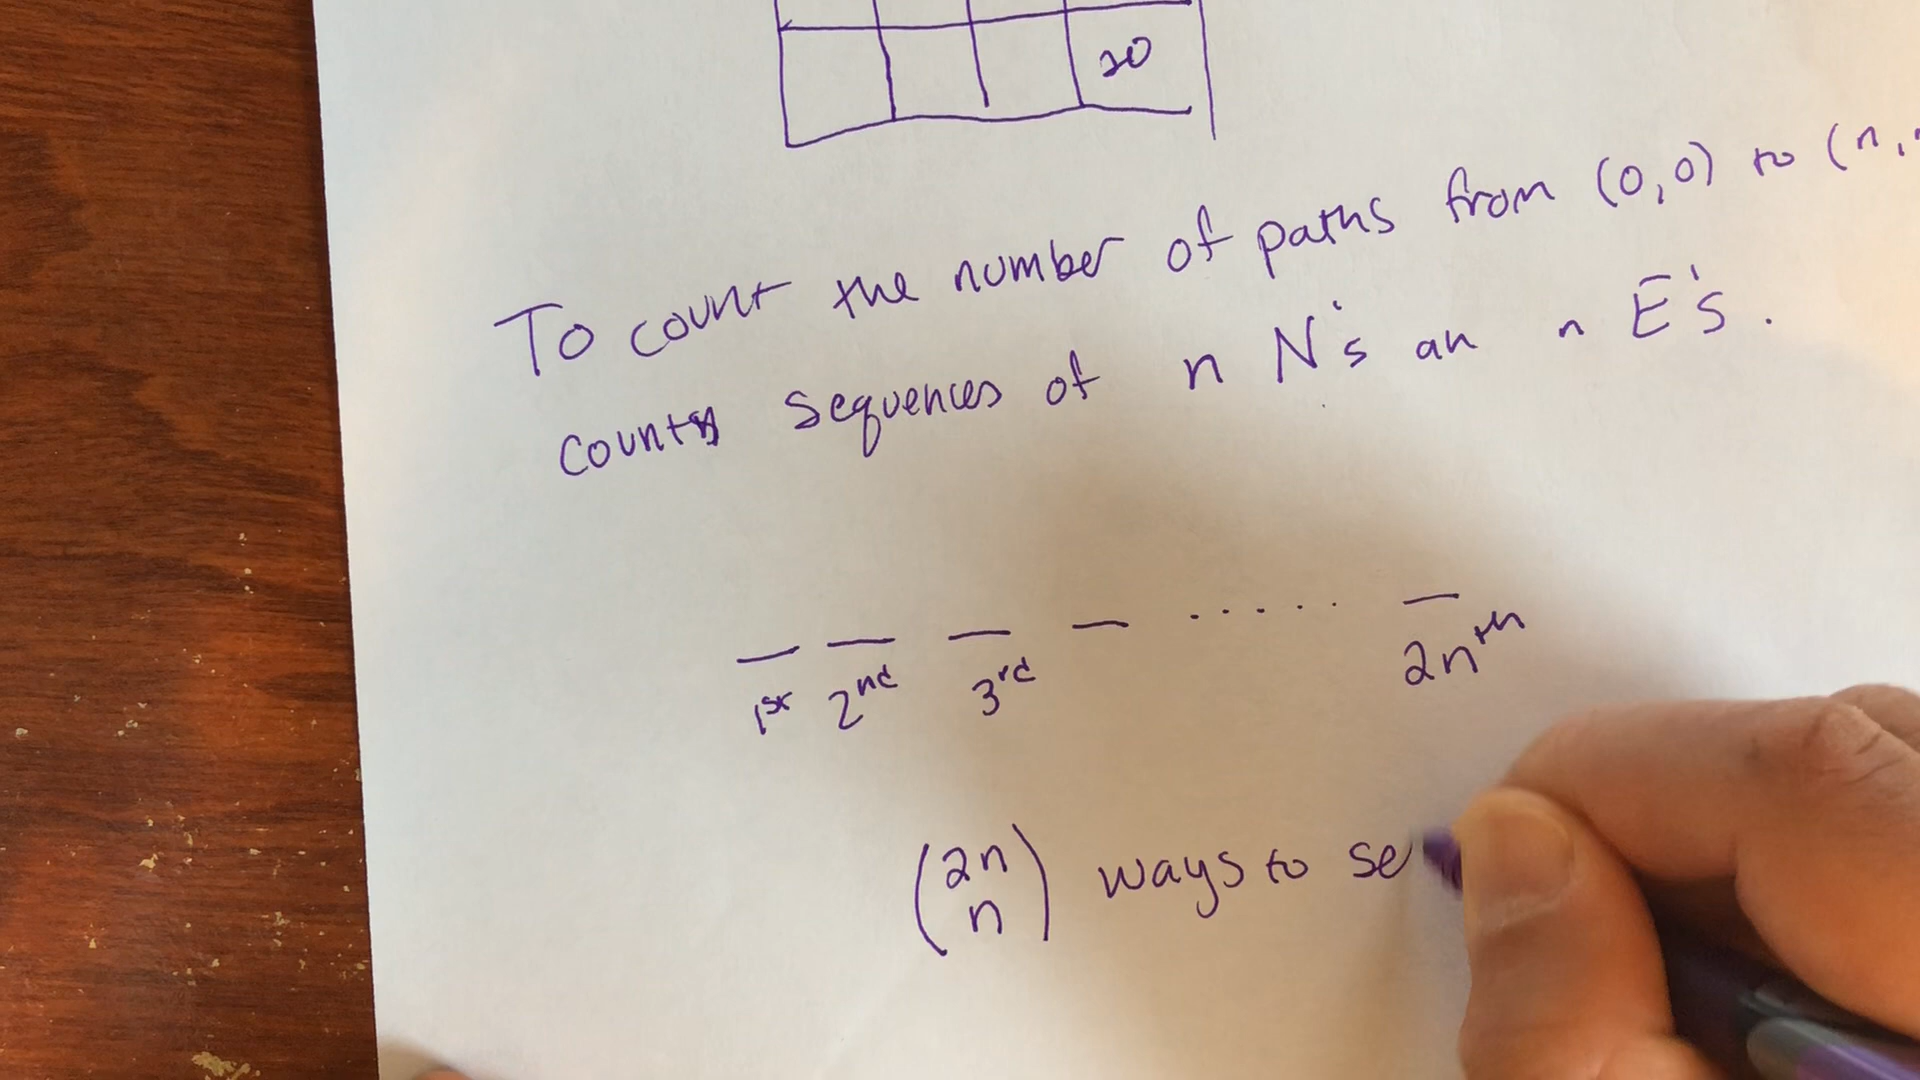 20
To count the number of paths from (0,0) to (n,
count sequences of n N's an n E's.
1st 2nd 3rd 2nth
(2n n) ways to se